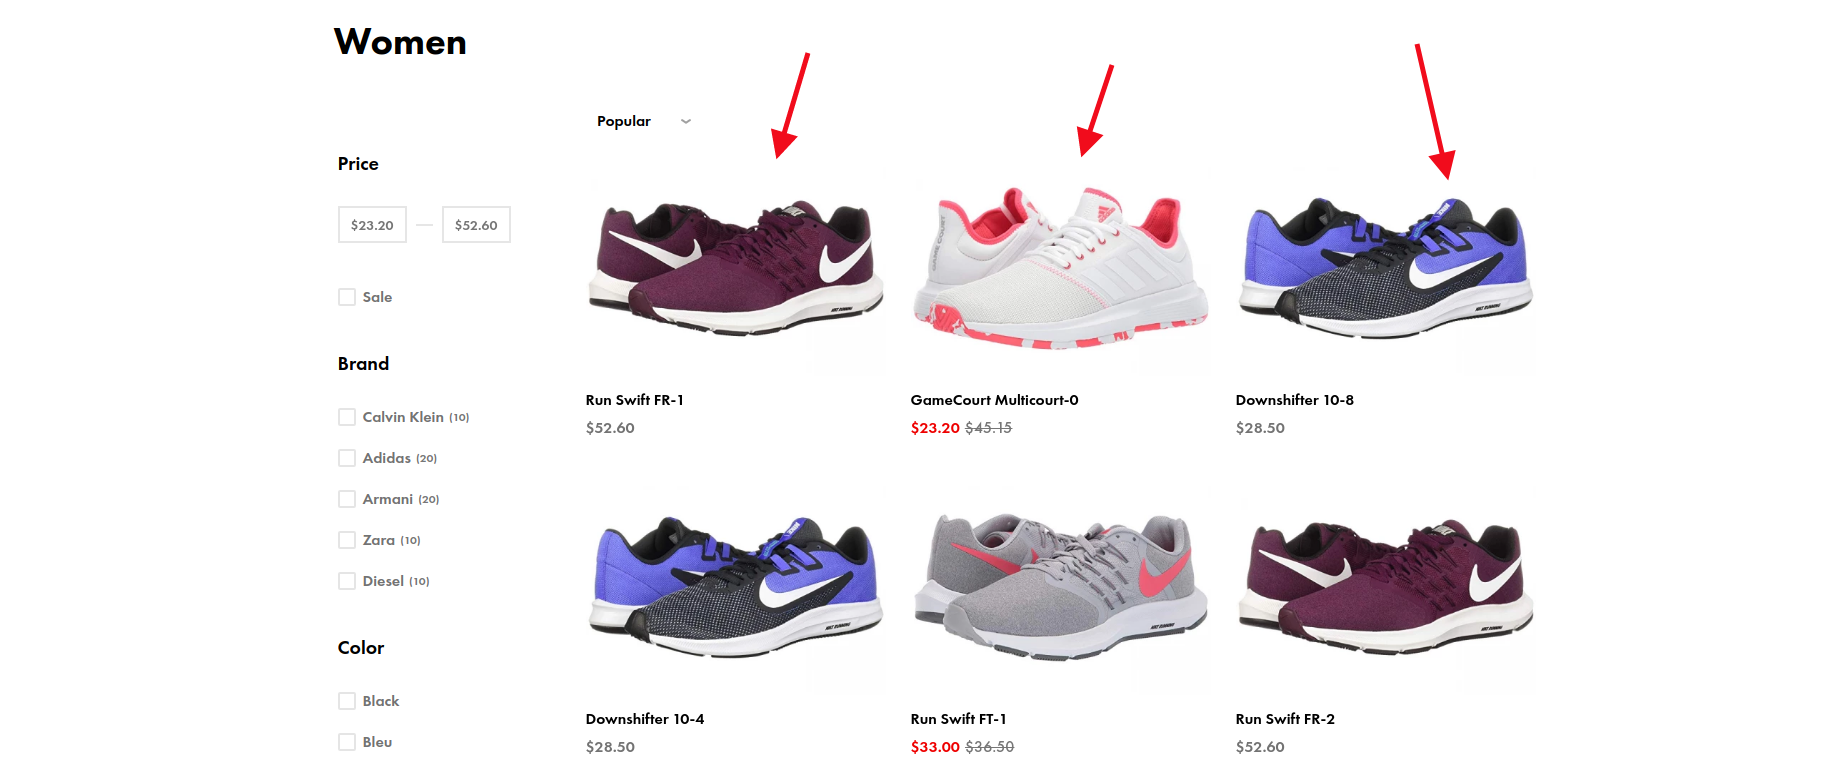 Women
Popular
Price
$23.20 — $52.60
Sale
Brand
Calvin Klein (10)
Adidas (20)
Armani (20)
Zara (10)
Diesel (10)
Color
Black
Bleu
GAME COURT
Run Swift FR-1
$52.60
GameCourt Multicourt-0
$23.20 $45.15
Downshifter 10-8
$28.50
Downshifter 10-4
$28.50
Run Swift FT-1
$33.00 $36.50
Run Swift FR-2
$52.60